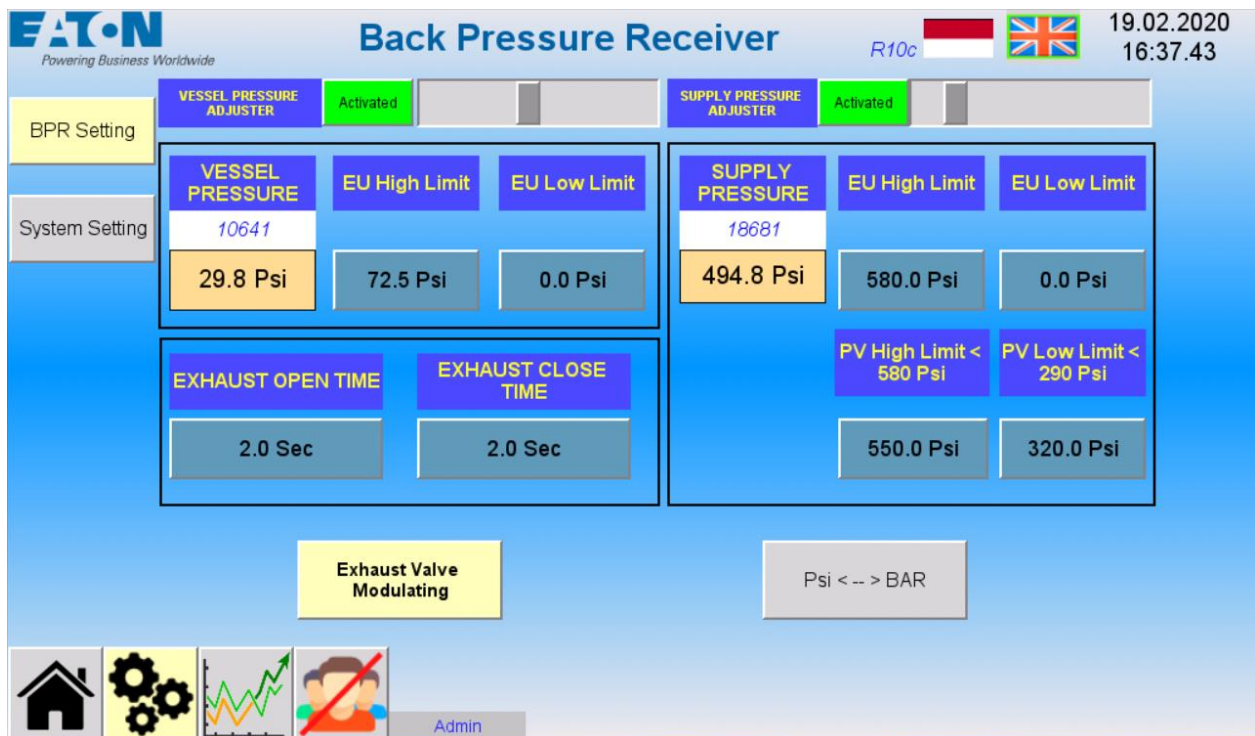 EATON
Powering Business Worldwide
Back Pressure Receiver
R10c
19.02.2020
16:37.43
BPR Setting
System Setting
VESSEL PRESSURE
ADJUSTER
Activated
SUPPLY PRESSURE
ADJUSTER
Activated
VESSEL
PRESSURE
EU High Limit
EU Low Limit
10641
29.8 Psi
72.5 Psi
0.0 Psi
SUPPLY
PRESSURE
EU High Limit
EU Low Limit
18681
494.8 Psi
580.0 Psi
0.0 Psi
EXHAUST OPEN TIME
EXHAUST CLOSE
TIME
2.0 Sec
2.0 Sec
PV High Limit <
580 Psi
PV Low Limit <
290 Psi
550.0 Psi
320.0 Psi
Exhaust Valve
Modulating
Psi < -- > BAR
Admin